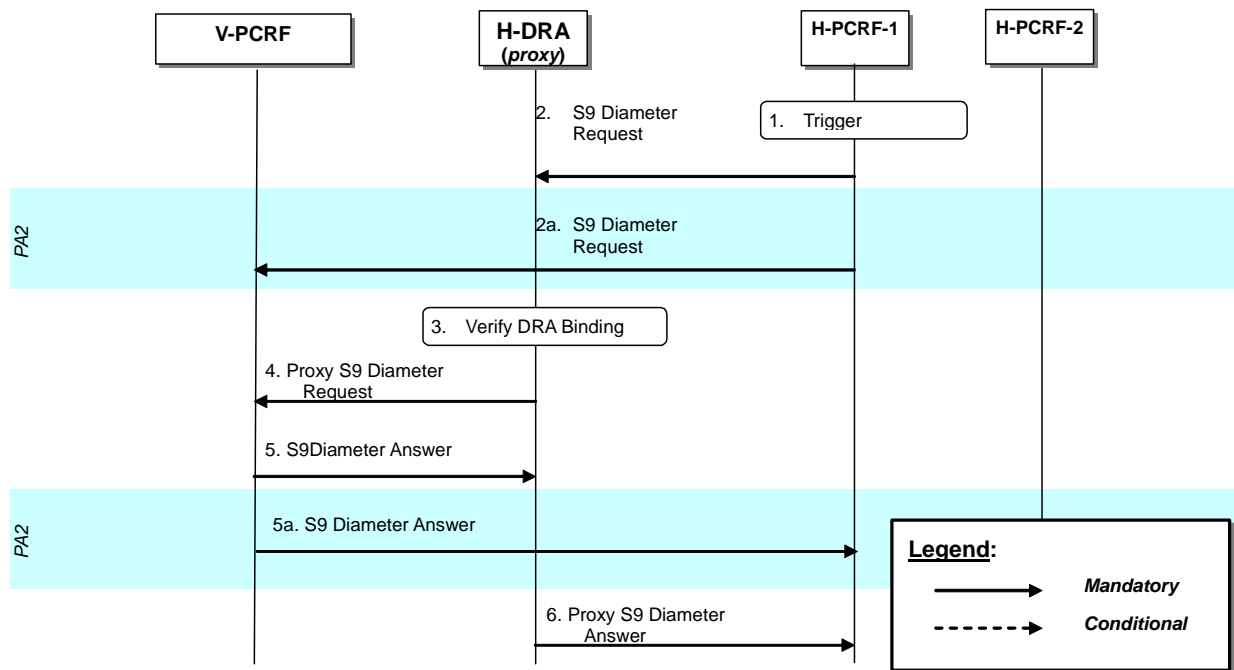 V-PCRF
H-DRA
(proxy)
H-PCRF-1
H-PCRF-2
1. Trigger
2. S9 Diameter
Request
PA2
2a. S9 Diameter
Request
3. Verify DRA Binding
4. Proxy S9 Diameter
Request
5. S9Diameter Answer
PA2
5a. S9 Diameter Answer
6. Proxy S9 Diameter
Answer
Legend:
Mandatory
Conditional